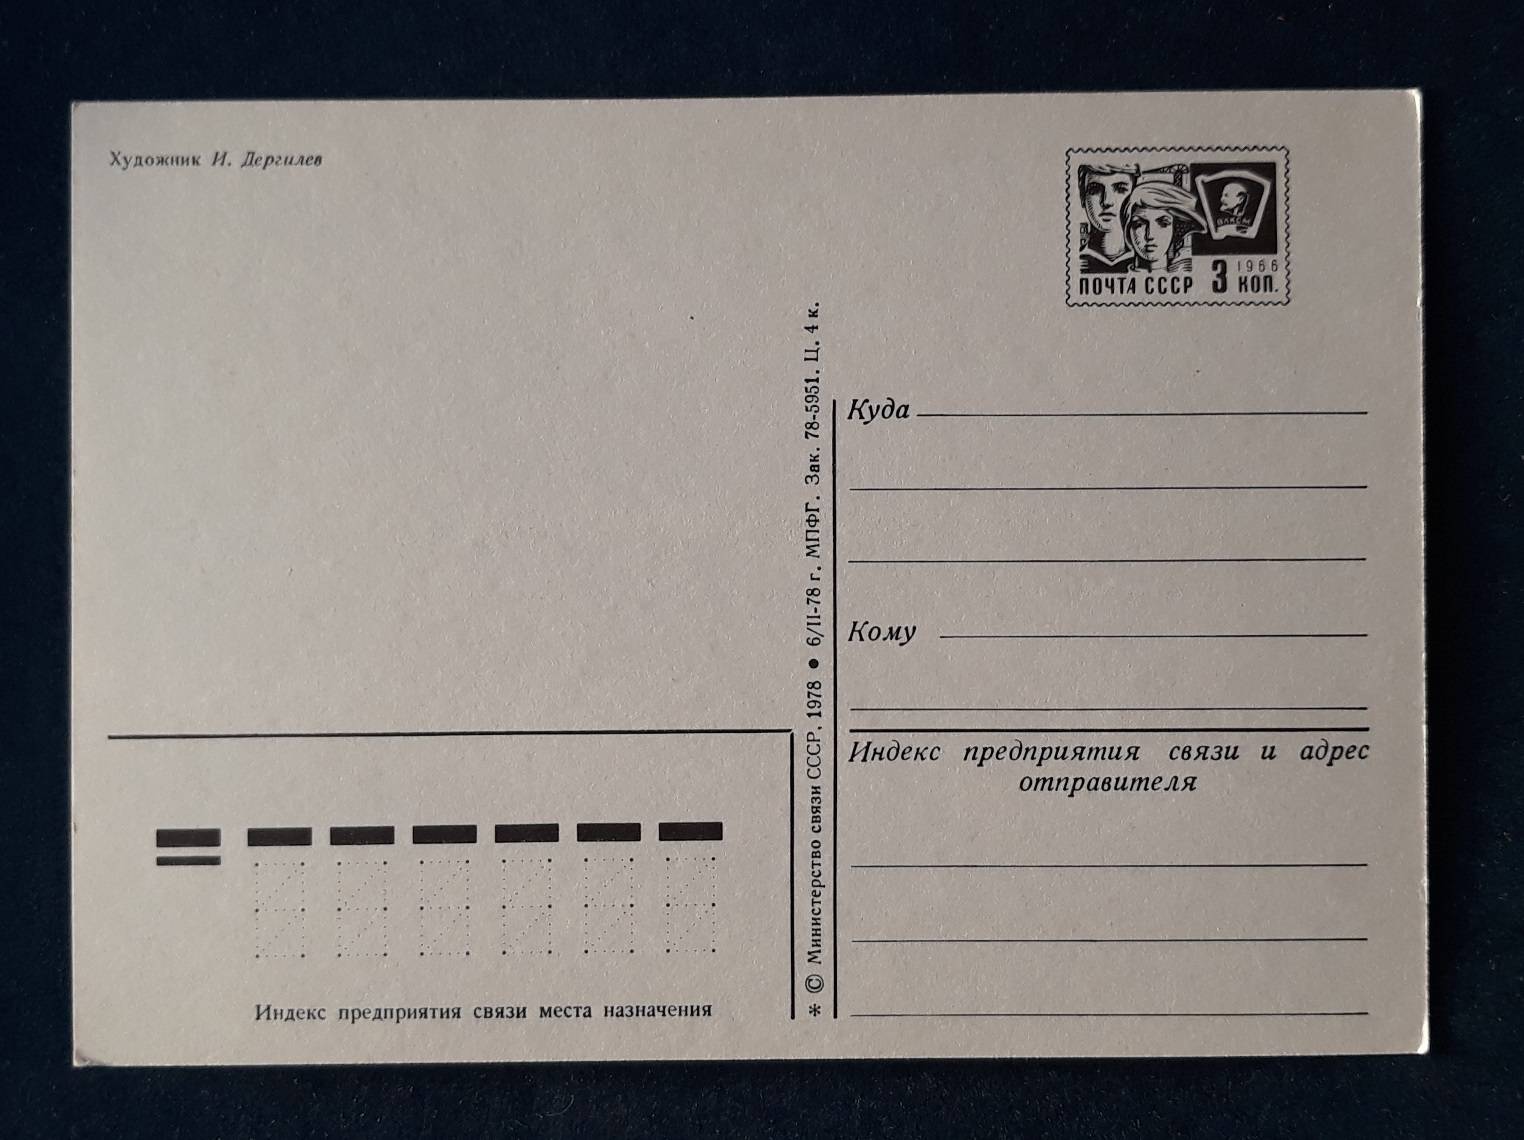 Художник И. Дергилев
ВЛКСМ
1966
ПОЧТА СССР 3 КОП.
* © Министерство связи СССР, 1978 ● 6/II-78 г. МПФГ. Зак. 78-5951. Ц. 4 к.
Куда
Кому
Индекс предприятия связи и адрес
отправителя
Индекс предприятия связи места назначения